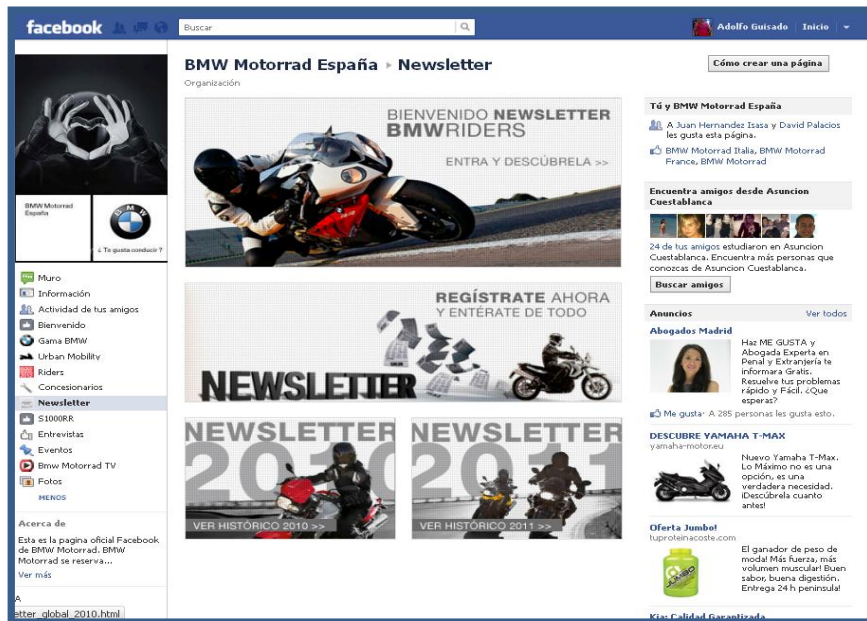 facebook
Buscar
Adolfo Guisado
Inicio
BMW Motorrad España ▸ Newsletter
Organización
Cómo crear una página
BMW Motorrad
España
BMW
¿Te gusta conducir?
Muro
Información
Actividad de tus amigos
Bienvenido
Gama BMW
Urban Mobility
Riders
Concesionarios
Newsletter
S1000RR
Entrevistas
Eventos
Bmw Motorrad TV
Fotos
MENOS
Acerca de
Esta es la pagina oficial Facebook
de BMW Motorrad. BMW
Motorrad se reserva...
Ver más
A
etter_global_2010.html
BIENVENIDO NEWSLETTER
BMWRIDERS
ENTRA Y DESCÚBRELA >>
REGÍSTRATE AHORA
Y ENTÉRATE DE TODO
NEWSLETTER
NEWSLETTER
2010
VER HISTÓRICO 2010 >>
NEWSLETTER
2011
VER HISTÓRICO 2011 >>
Tú y BMW Motorrad España
A Juan Hernandez Isasa y David Palacios
les gusta esta página.
BMW Motorrad Italia, BMW Motorrad
France, BMW Motorrad
Encuentra amigos desde Asuncion
Cuestablanca
24 de tus amigos estudiaron en Asuncion
Cuestablanca. Encuentra más personas que
conozcas de Asuncion Cuestablanca.
Buscar amigos
Anuncios
Ver todos
Abogados Madrid
Haz ME GUSTA y
Abogada Experta en
Penal y Extranjería te
informara Gratis.
Resuelve tus problemas
rápido y Fácil. ¿Que
esperas?
Me gusta · A 285 personas les gusta esto.
DESCUBRE YAMAHA T-MAX
yamaha-motor.eu
Nuevo Yamaha T-Max.
Lo Máximo no es una
opción, es una
verdadera necesidad.
¡Descúbrela cuanto
antes!
Oferta Jumbo!
tuproteinacoste.com
JUMBO
El ganador de peso de
moda! Más fuerza, más
volumen muscular! Buen
sabor, buena digestión.
Entrega 24 h peninsula!
Kia: Calidad Garantizada